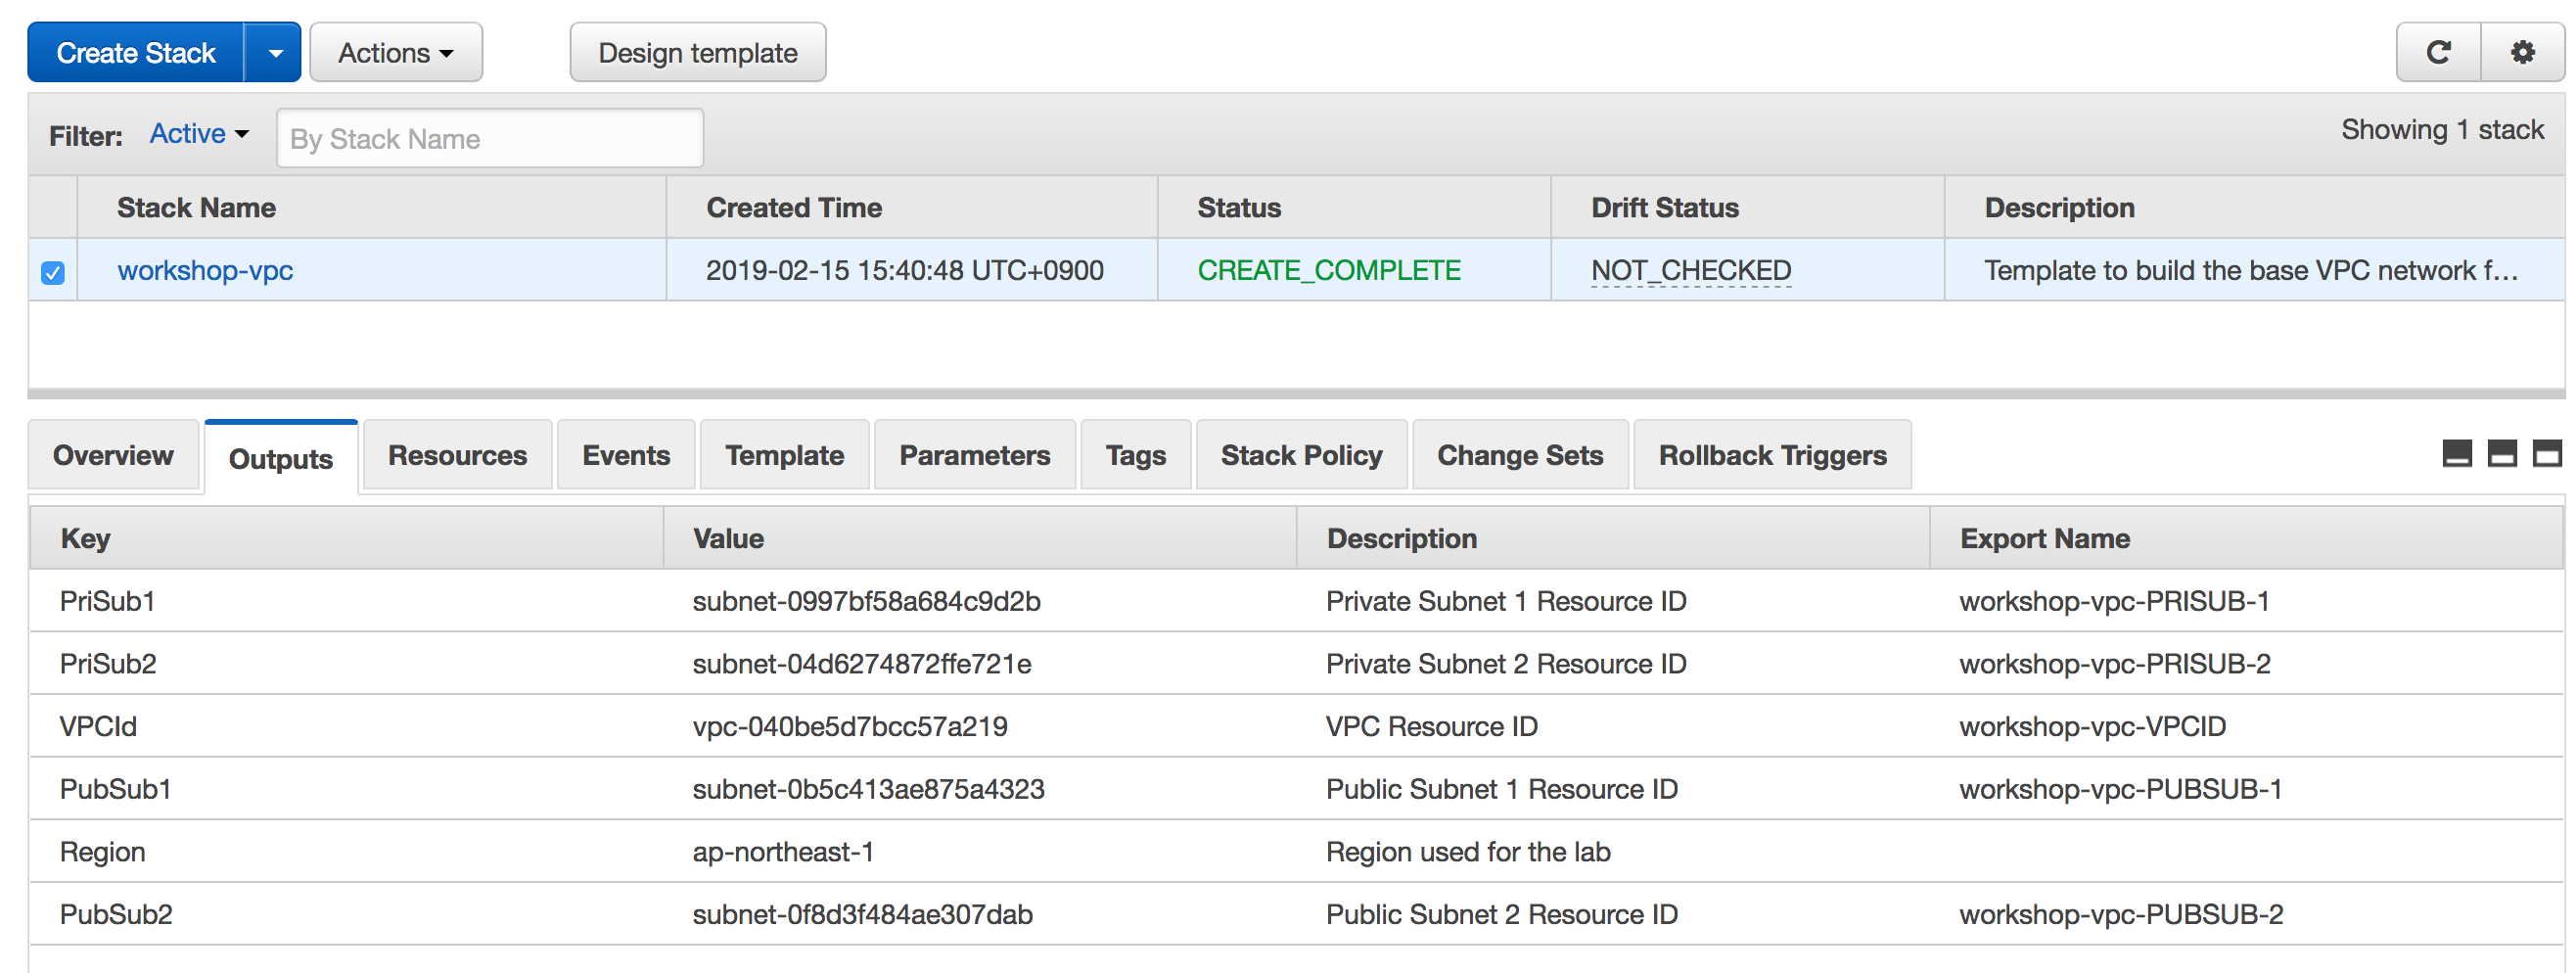 Create Stack Actions Design template
Filter: Active By Stack Name Showing 1 stack
Stack Name Created Time Status Drift Status Description
workshop-vpc 2019-02-15 15:40:48 UTC+0900 CREATE_COMPLETE NOT_CHECKED Template to build the base VPC network f…
Overview Outputs Resources Events Template Parameters Tags Stack Policy Change Sets Rollback Triggers
Key Value Description Export Name
PriSub1 subnet-0997bf58a684c9d2b Private Subnet 1 Resource ID workshop-vpc-PRISUB-1
PriSub2 subnet-04d6274872ffe721e Private Subnet 2 Resource ID workshop-vpc-PRISUB-2
VPCId vpc-040be5d7bcc57a219 VPC Resource ID workshop-vpc-VPCID
PubSub1 subnet-0b5c413ae875a4323 Public Subnet 1 Resource ID workshop-vpc-PUBSUB-1
Region ap-northeast-1 Region used for the lab
PubSub2 subnet-0f8d3f484ae307dab Public Subnet 2 Resource ID workshop-vpc-PUBSUB-2